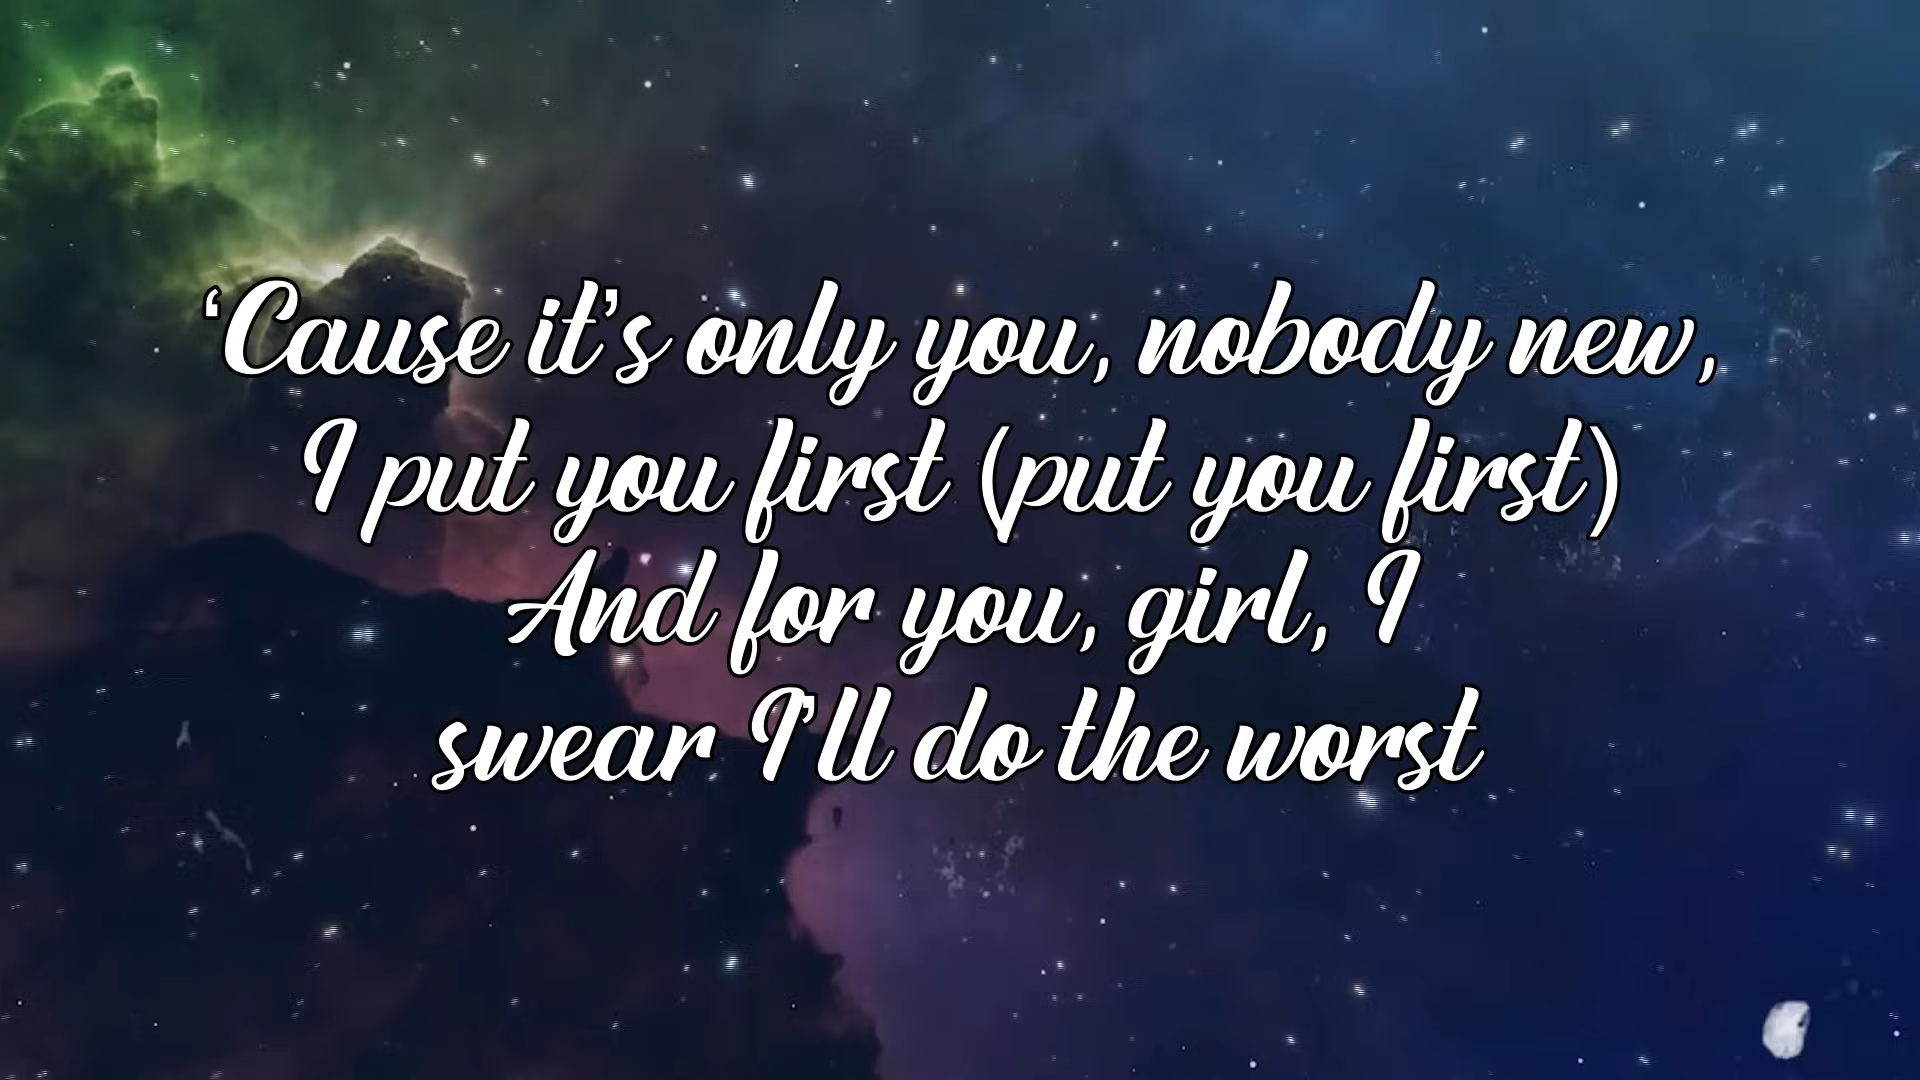 ‘Cause it’s only you, nobody new,
I put you first (put you first)
And for you, girl, I
swear I'll do the worst